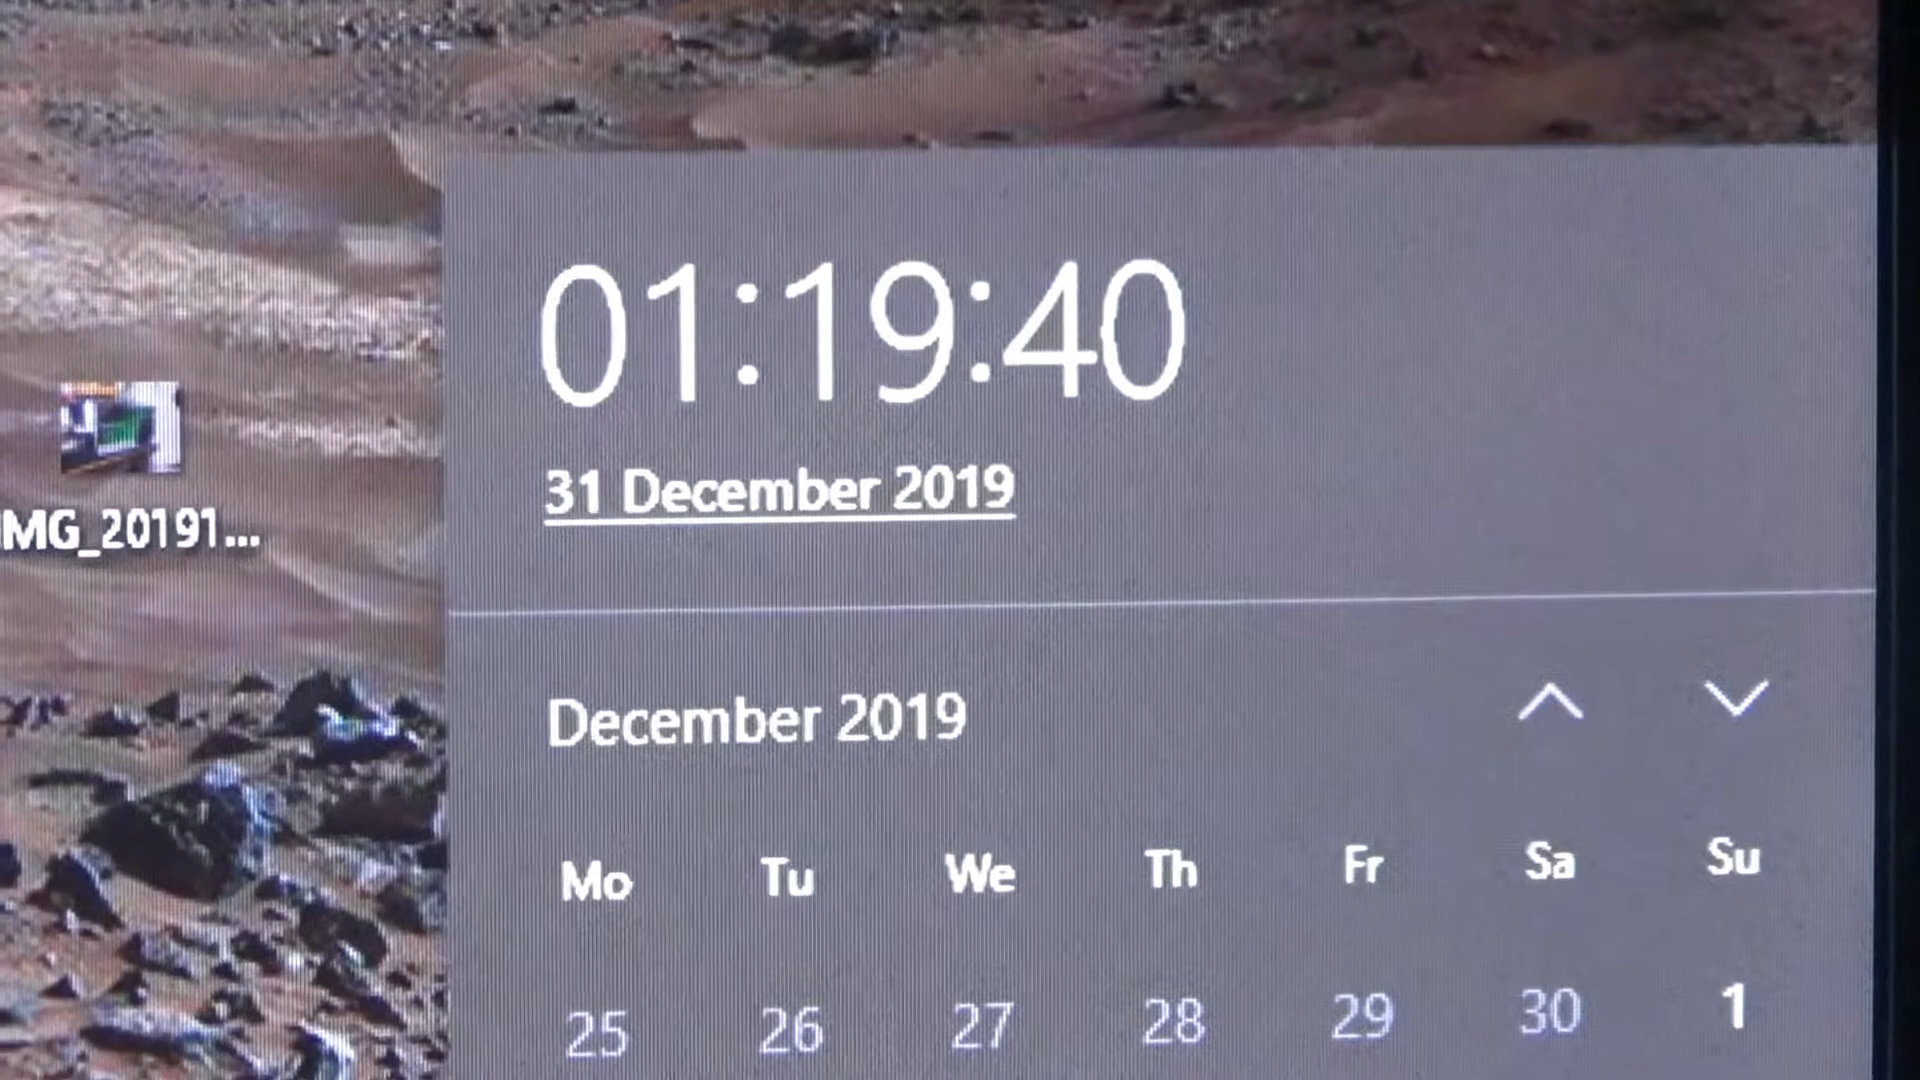 01:19:40
31 December 2019
IMG_20191...
December 2019
Mo Tu We Th Fr Sa Su
25 26 27 28 29 30 1